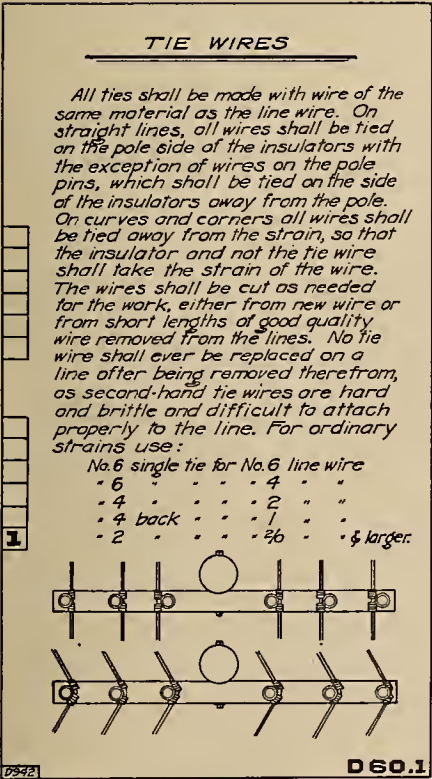 TIE WIRES
All ties shall be made with wire of the
same material as the line wire. On
straight lines, all wires shall be tied
on the pole side of the insulators with
the exception of wires on the pole
pins, which shall be tied on the side
of the insulators away from the pole.
On curves and corners all wires shall
be tied away from the strain, so that
the insulator and not the tie wire
shall take the strain of the wire.
The wires shall be cut as needed
for the work, either from new wire or
from short lengths of good quality
wire removed from the lines. No tie
wire shall ever be replaced on a
line after being removed therefrom,
as second-hand tie wires are hard
and brittle and difficult to attach
properly to the line. For ordinary
strains use:
No.6 single tie for No.6 line wire
" 6 " " " " 4 " "
" 4 " " " " 2 " "
" 4 back " " " 1 " "
" 2 " " " " 2/0 " " & larger.
1
D942
D60.1